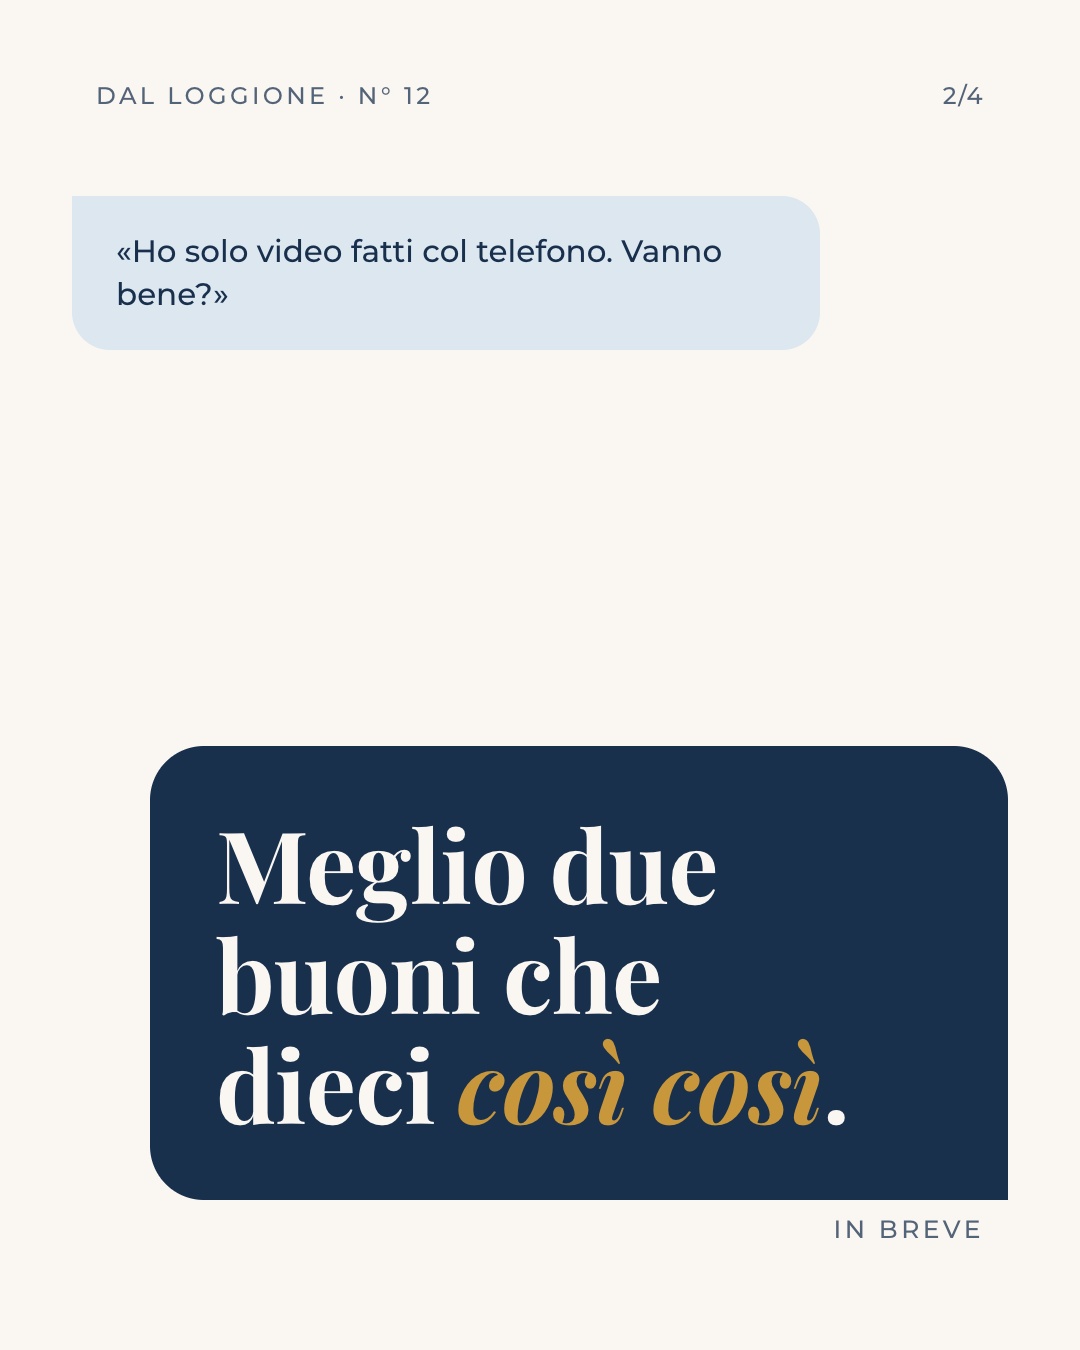 DAL LOGGIONE · N° 12
2/4
«Ho solo video fatti col telefono. Vanno
bene?»
Meglio due
buoni che
dieci così così.
IN BREVE